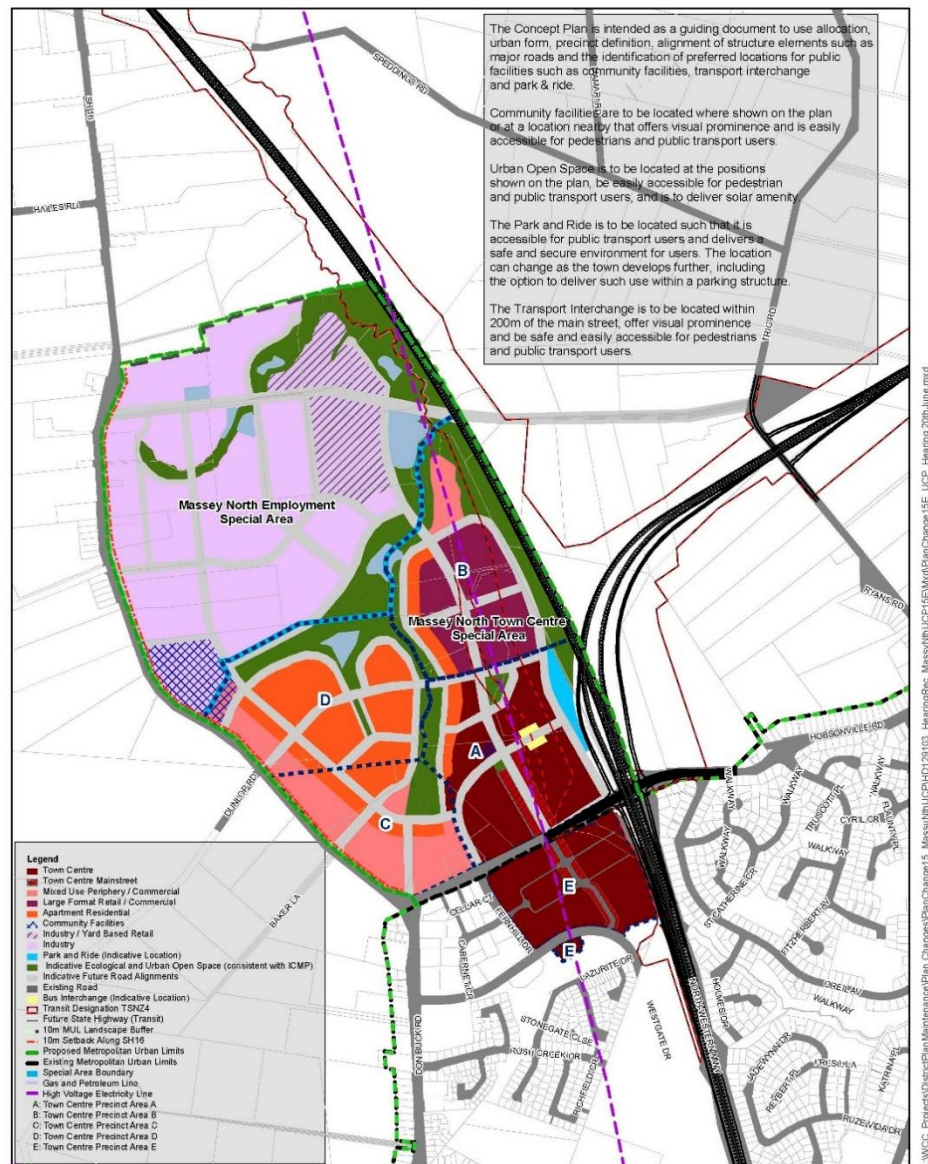 The Concept Plan is intended as a guiding document to use allocation,
urban form, precinct definition, alignment of structure elements such as
major roads and the identification of preferred locations for public
facilities such as community facilities, transport interchange
and park & ride.
Community facilities are to be located where shown on the plan
or at a location nearby that offers visual prominence and is easily
accessible for pedestrians and public transport users.
Urban Open Space is to be located at the positions
shown on the plan, be easily accessible for pedestrian
and public transport users, and is to deliver solar amenity.
The Park and Ride is to be located such that it is
accessible for public transport users and delivers a
safe and secure environment for users. The location
can change as the town develops further, including
the option to deliver such use within a parking structure.
The Transport Interchange is to be located within
200m of the main street, offer visual prominence
and be safe and easily accessible for pedestrians
and public transport users.
SPEDDINGS RD
SH16
HAILES RD
TRIG RD
RYANS RD
Massey North Employment
Special Area
B
Massey North Town Centre
Special Area
D
A
C
E
E
DUNLOP RD
BAKER LA
DON BUCK RD
CELLAR CT
FERNHILL DR
CABERNET CR
LAZURITE DR
STONEGATE CLSE
RUSH CREEK DR
RICHFIELD DR
WESTGATE DR
HOBSONVILLE RD
WALKWAY
WALKWAY
TRUSCOTT PL
WALKWAY
CYRIL CR
FLAUNTY PL
WALKWAY
ST CATHERINE CR
FITZHERBERT AV
ORIEL AV
WALKWAY
HOLMES DR
JADEWYNN DR
KATRINA PL
Legend
Town Centre
Town Centre Mainstreet
Mixed Use Periphery / Commercial
Large Format Retail / Commercial
Apartment Residential
Community Facilities
Industry / Yard Based Retail
Industry
Park and Ride (Indicative Location)
Indicative Ecological and Urban Open Space (consistent with ICMP)
Indicative Future Road Alignments
Existing Road
Bus Interchange (Indicative Location)
Transit Designation TSNZ4
Future State Highway (Transit)
10m MUL Landscape Buffer
10m Setback Along SH16
Proposed Metropolitan Urban Limits
Existing Metropolitan Urban Limits
Special Area Boundary
Gas and Petroleum Line
High Voltage Electricity Line
A: Town Centre Precinct Area A
B: Town Centre Precinct Area B
C: Town Centre Precinct Area C
D: Town Centre Precinct Area D
E: Town Centre Precinct Area E